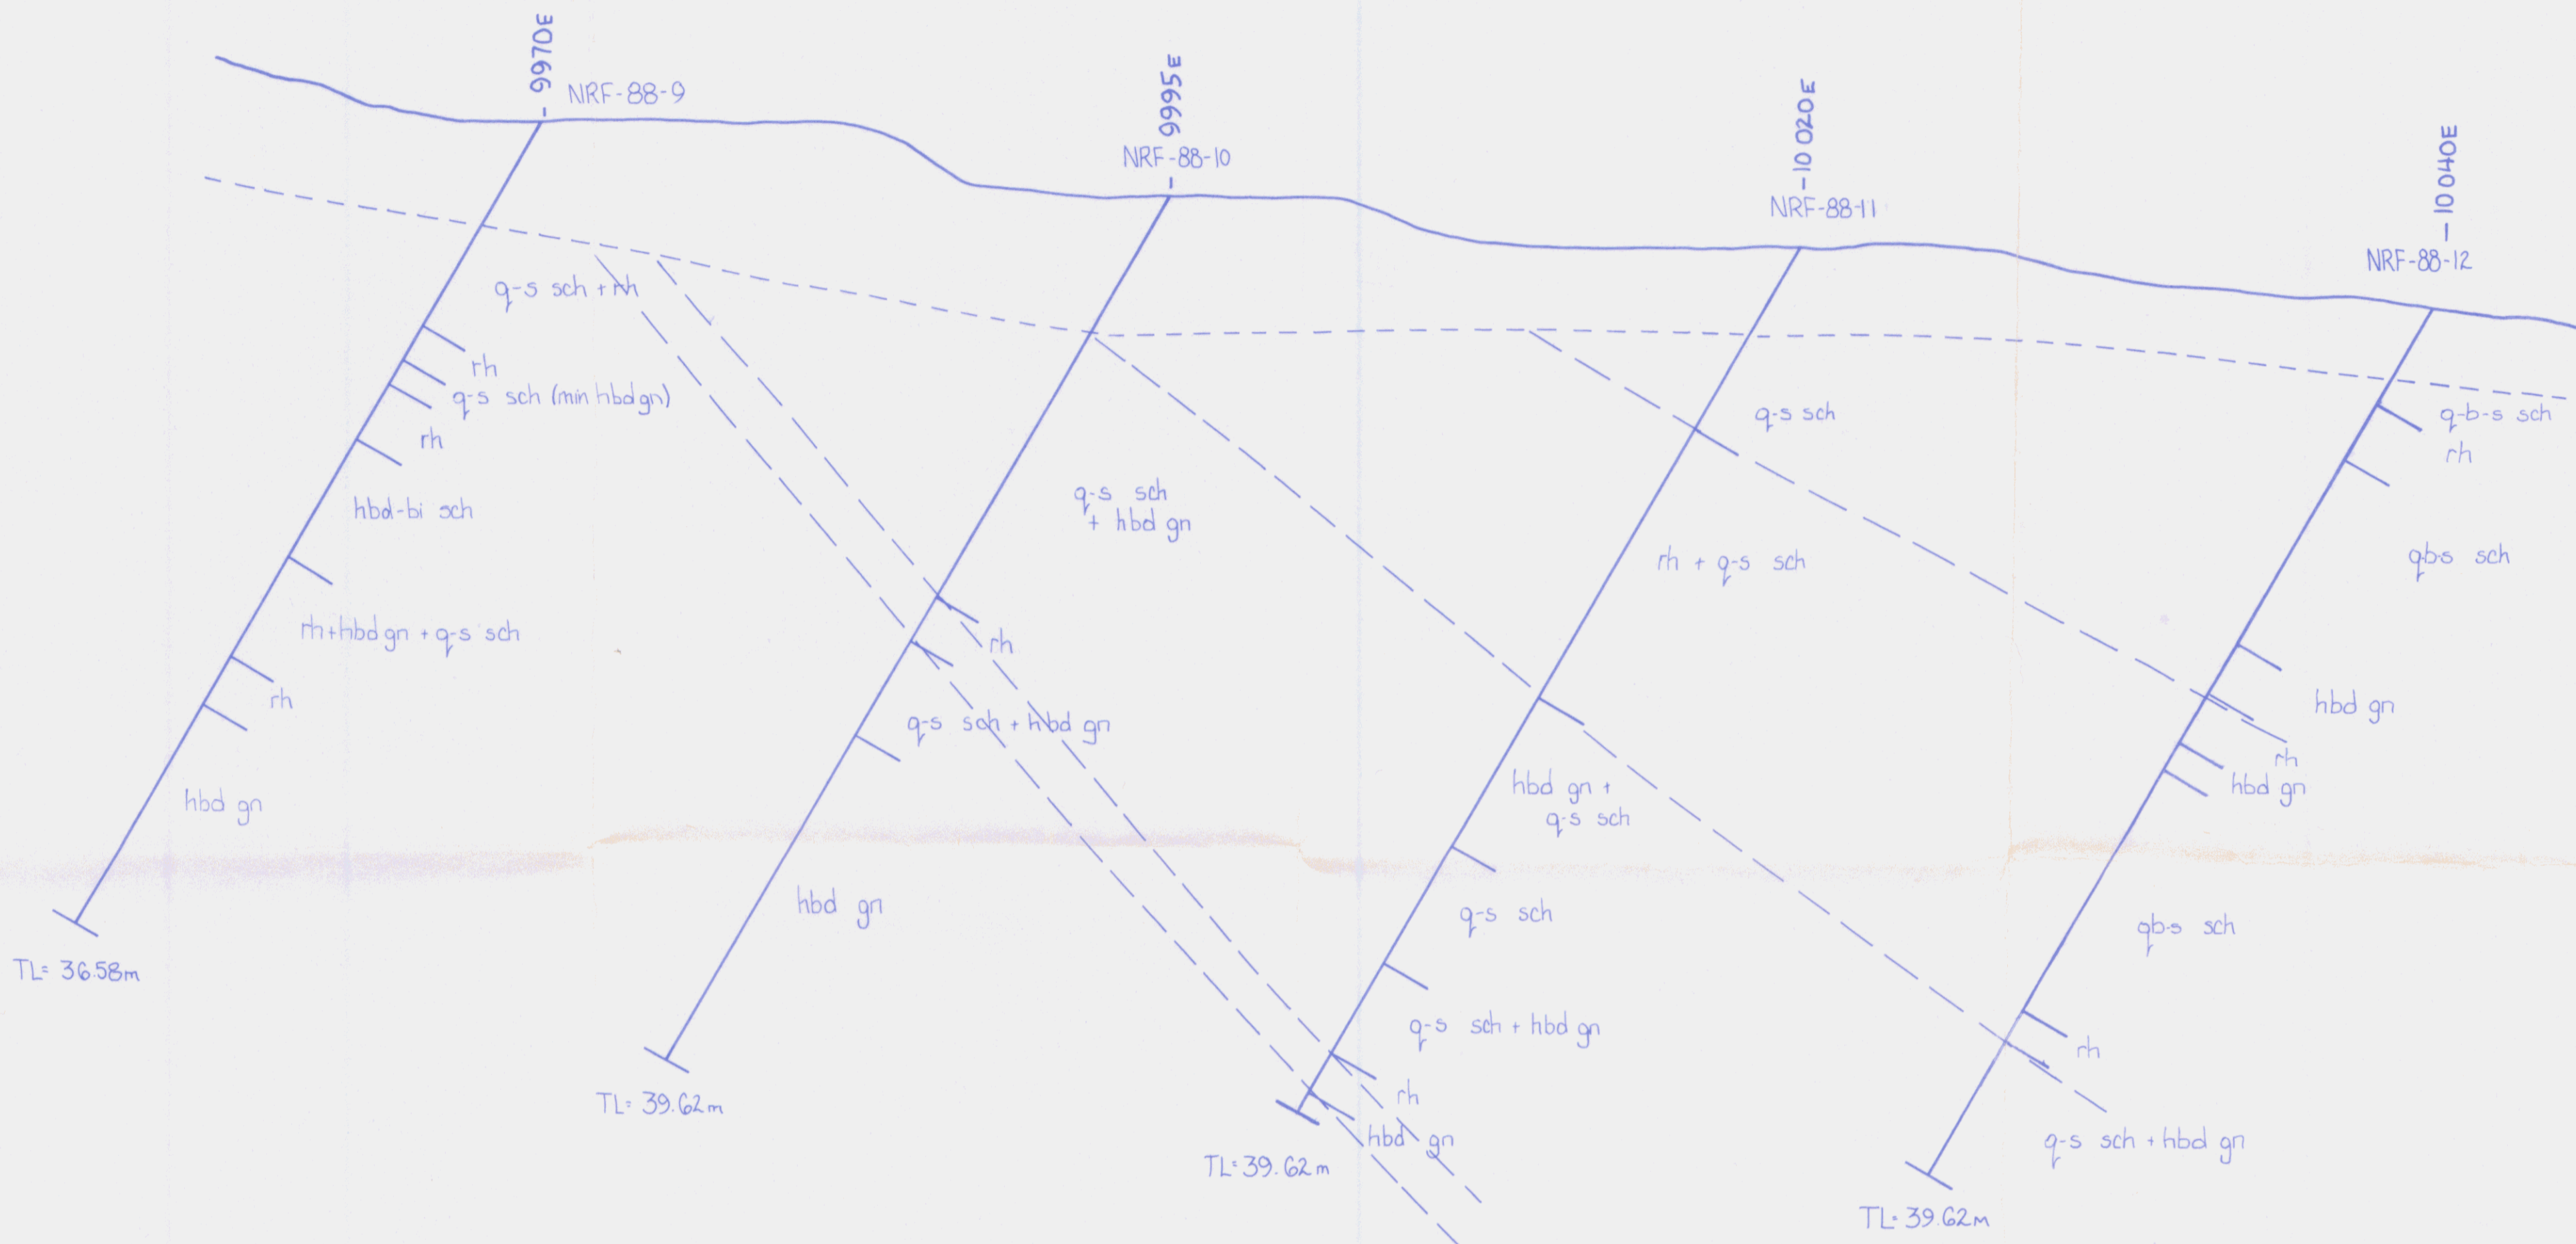 9970E
NRF-88-9
q-s sch + rh
rh
q-s sch (min hbd gn)
rh
hbd-bi sch
rh+hbd gn + q-s sch
rh
hbd gn
TL= 36.58m
9995E
NRF-88-10
q-s sch
+ hbd gn
rh
q-s sch + hbd gn
hbd gn
TL= 39.62m
10 020E
NRF-88-11
q-s sch
rh + q-s sch
hbd gn +
q-s sch
q-s sch
q-s sch + hbd gn
rh
hbd gn
TL= 39.62m
10 040E
NRF-88-12
q-b-s sch
rh
qb-s sch
hbd gn
rh
hbd gn
qb-s sch
rh
q-s sch + hbd gn
TL= 39.62m